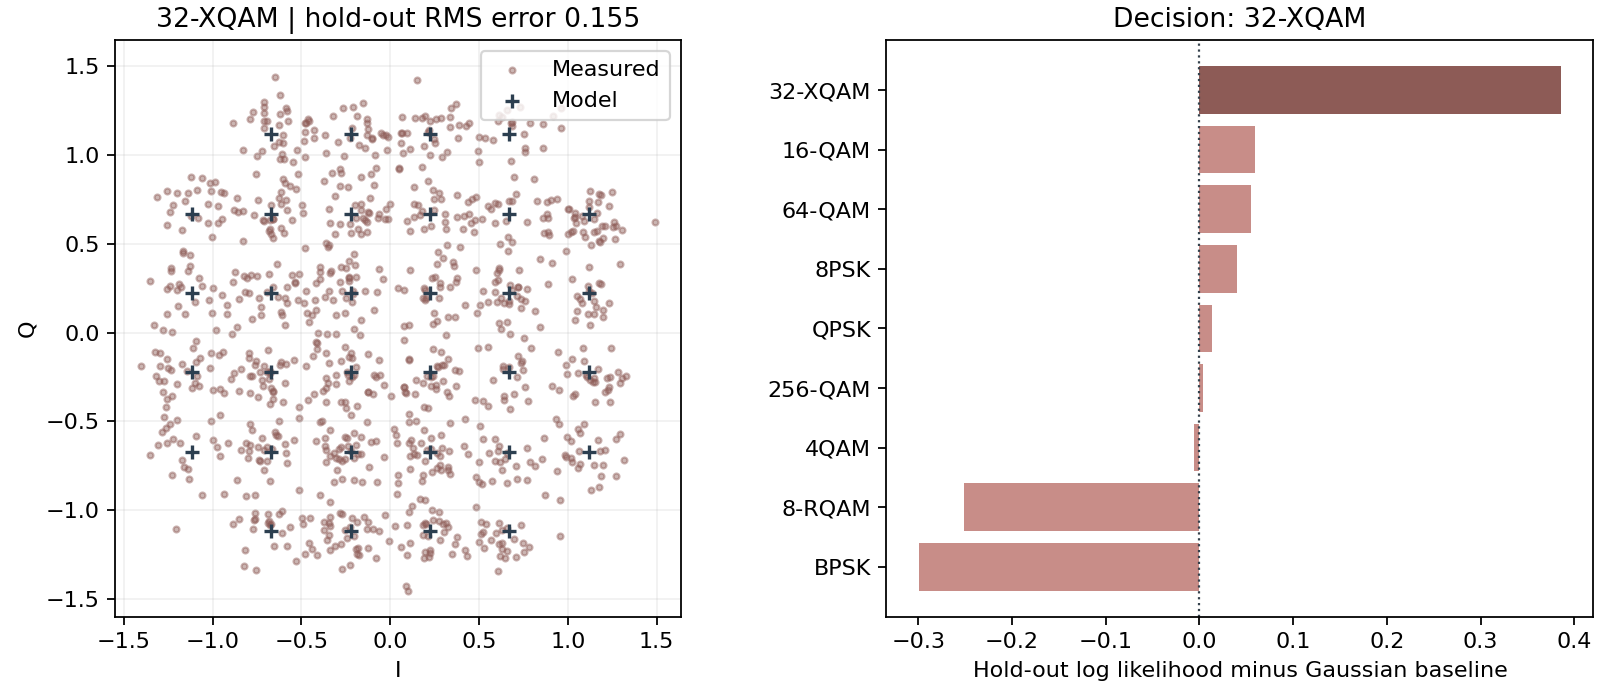 32-XQAM | hold-out RMS error 0.155
Measured
Model
1.5
1.0
0.5
0.0
−0.5
−1.0
−1.5
Q
−1.5
−1.0
−0.5
0.0
0.5
1.0
1.5
I
Decision: 32-XQAM
32-XQAM
16-QAM
64-QAM
8PSK
QPSK
256-QAM
4QAM
8-RQAM
BPSK
−0.3
−0.2
−0.1
0.0
0.1
0.2
0.3
0.4
Hold-out log likelihood minus Gaussian baseline